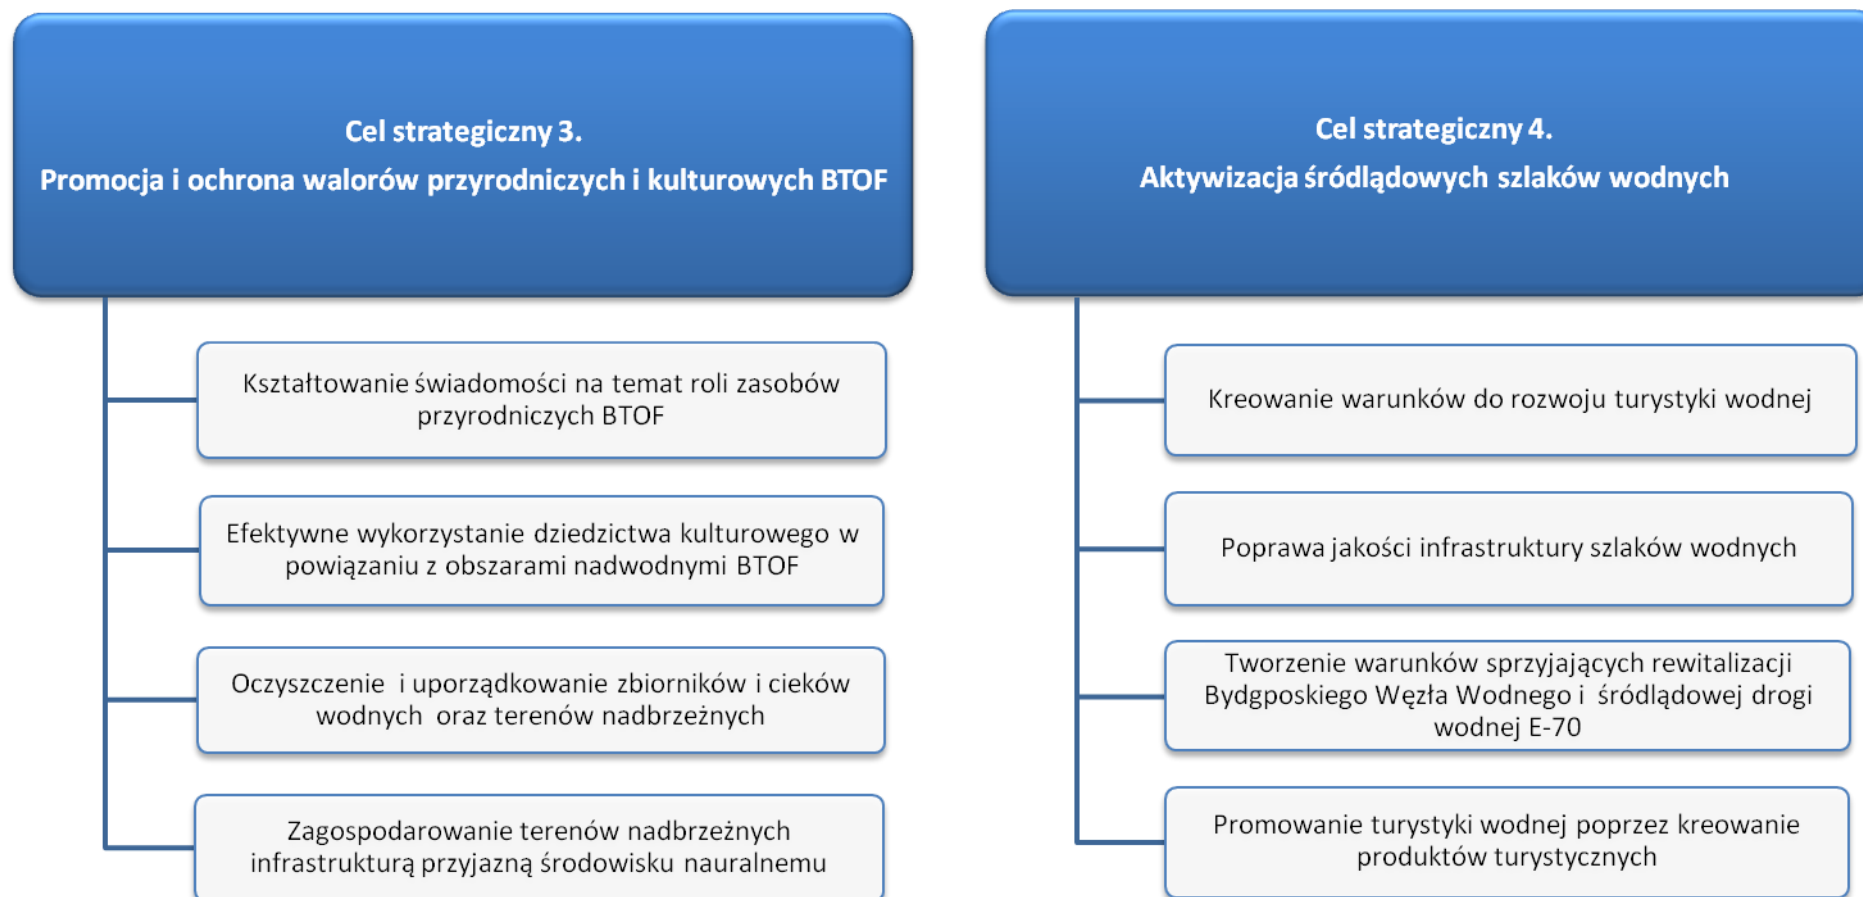 Cel strategiczny 3.
Promocja i ochrona walorów przyrodniczych i kulturowych BTOF
Kształtowanie świadomości na temat roli zasobów
przyrodniczych BTOF
Efektywne wykorzystanie dziedzictwa kulturowego w
powiązaniu z obszarami nadwodnymi BTOF
Oczyszczenie i uporządkowanie zbiorników i cieków
wodnych oraz terenów nadbrzeżnych
Zagospodarowanie terenów nadbrzeżnych
infrastrukturą przyjazną środowisku nauralnemu
Cel strategiczny 4.
Aktywizacja śródlądowych szlaków wodnych
Kreowanie warunków do rozwoju turystyki wodnej
Poprawa jakości infrastruktury szlaków wodnych
Tworzenie warunków sprzyjających rewitalizacji
Bydgposkiego Węzła Wodnego i śródlądowej drogi
wodnej E-70
Promowanie turystyki wodnej poprzez kreowanie
produktów turystycznych